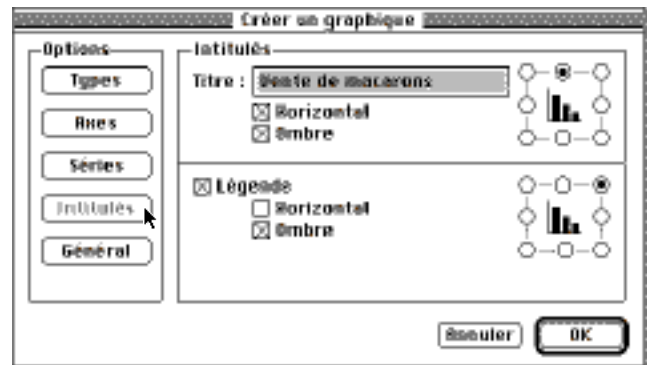 Créer un graphique
Options
Types
Axes
Séries
Intitulés
Général
Intitulés
Titre : Vente de macarons
Horizontal
Ombre
Légende
Horizontal
Ombre
Annuler
OK